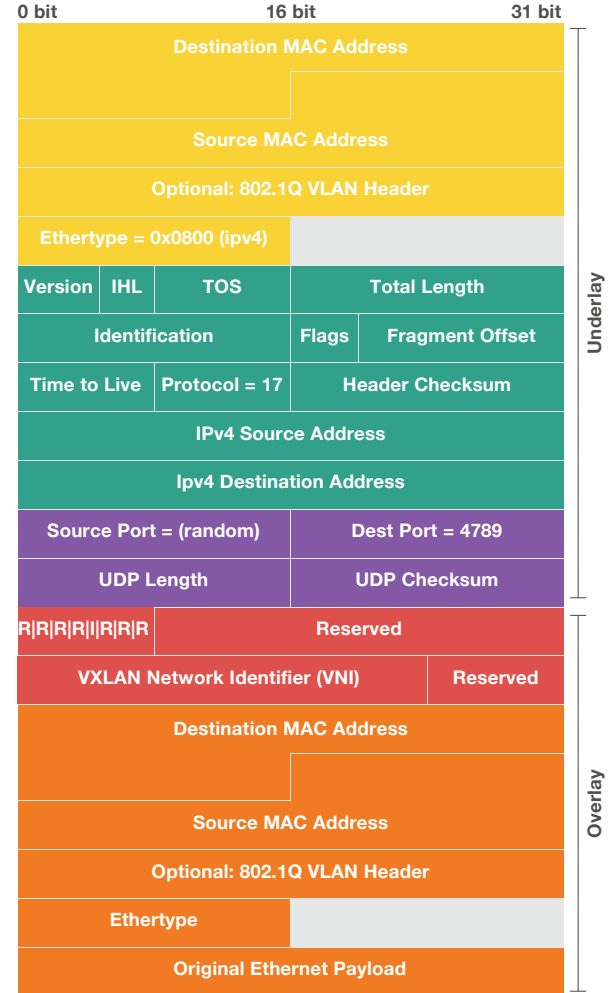 0 bit 16 bit 31 bit
Destination MAC Address
Source MAC Address
Optional: 802.1Q VLAN Header
Ethertype = 0x0800 (ipv4)
Version IHL TOS Total Length
Identification Flags Fragment Offset
Time to Live Protocol = 17 Header Checksum
IPv4 Source Address
Ipv4 Destination Address
Source Port = (random) Dest Port = 4789
UDP Length UDP Checksum
Underlay
R|R|R|R|I|R|R|R Reserved
VXLAN Network Identifier (VNI) Reserved
Destination MAC Address
Source MAC Address
Optional: 802.1Q VLAN Header
Ethertype
Original Ethernet Payload
Overlay